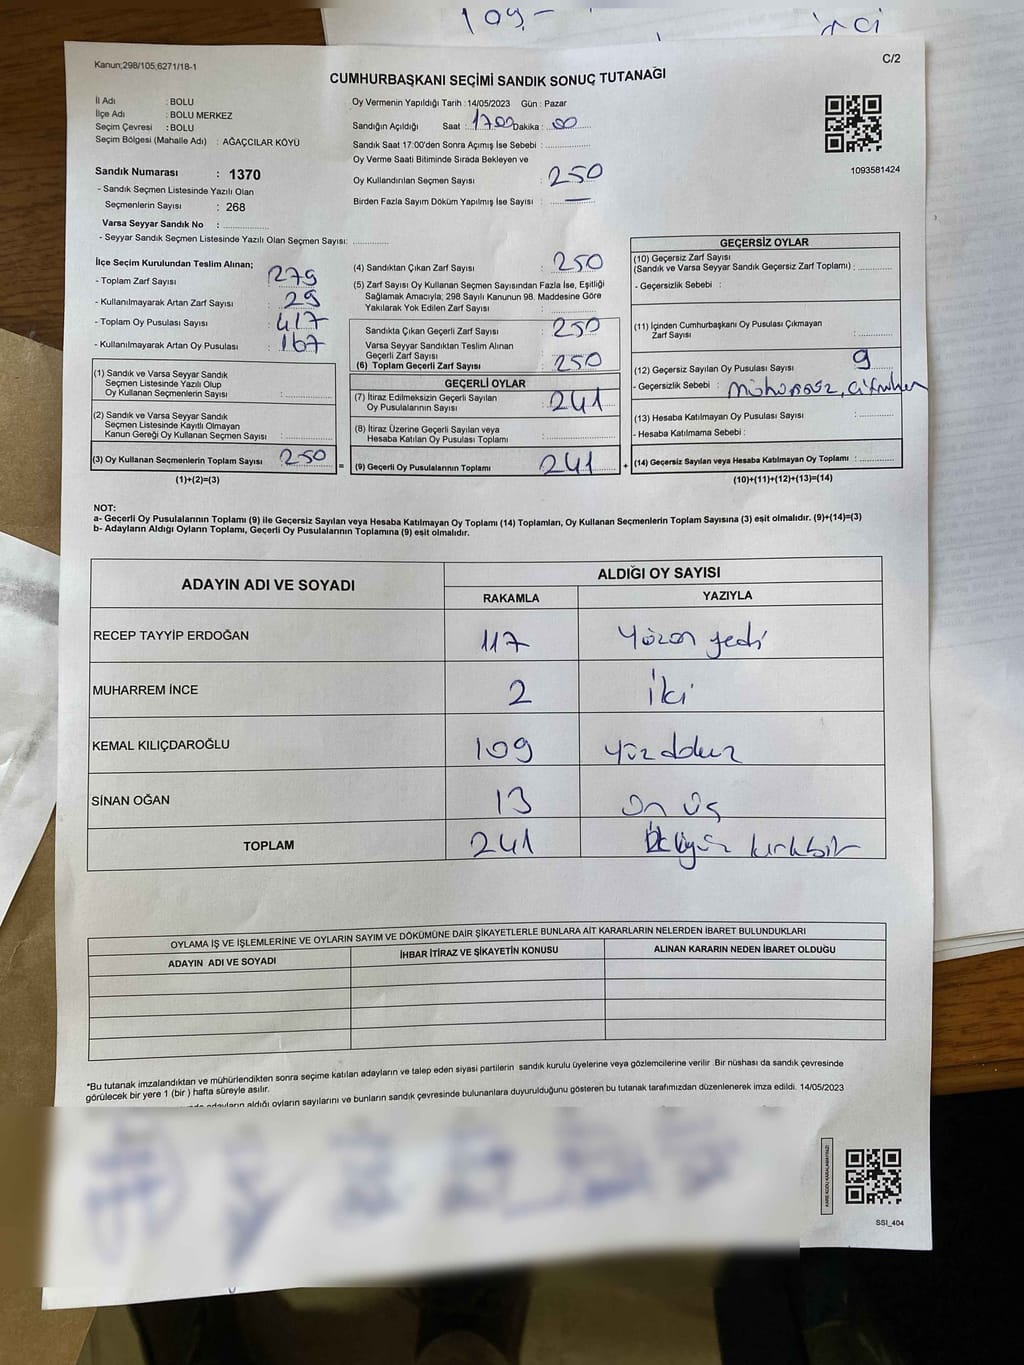 109.-
inci
Kanun;298/105;6271/18-1
C/2
CUMHURBAŞKANI SEÇİMİ SANDIK SONUÇ TUTANAĞI
İl Adı : BOLU
İlçe Adı : BOLU MERKEZ
Seçim Çevresi : BOLU
Seçim Bölgesi (Mahalle Adı) : AĞAÇCILAR KÖYÜ
Sandık Numarası : 1370
- Sandık Seçmen Listesinde Yazılı Olan
Seçmenlerin Sayısı : 268
Varsa Seyyar Sandık No :
- Seyyar Sandık Seçmen Listesinde Yazılı Olan Seçmen Sayısı:
Oy Vermenin Yapıldığı Tarih : 14/05/2023 Gün : Pazar
Sandığın Açıldığı Saat : 1700 Dakika : 00
Sandık Saat 17:00'den Sonra Açımış İse Sebebi :
Oy Verme Saati Bitiminde Sırada Bekleyen ve
Oy Kullandırılan Seçmen Sayısı : 250
Birden Fazla Sayım Döküm Yapılmış İse Sayısı : —
1093581424
İlçe Seçim Kurulundan Teslim Alınan;
- Toplam Zarf Sayısı : 279
- Kullanılmayarak Artan Zarf Sayısı : 29
- Toplam Oy Pusulası Sayısı : 417
- Kullanılmayarak Artan Oy Pusulası : 167
(1) Sandık ve Varsa Seyyar Sandık
Seçmen Listesinde Yazılı Olup
Oy Kullanan Seçmenlerin Sayısı :
(2) Sandık ve Varsa Seyyar Sandık
Seçmen Listesinde Kayıtlı Olmayan
Kanun Gereği Oy Kullanan Seçmen Sayısı :
(3) Oy Kullanan Seçmenlerin Toplam Sayısı : 250
(1)+(2)=(3)
=
(4) Sandıktan Çıkan Zarf Sayısı : 250
(5) Zarf Sayısı Oy Kullanan Seçmen Sayısından Fazla İse, Eşitliği
Sağlamak Amacıyla; 298 Sayılı Kanunun 98. Maddesine Göre
Yakılarak Yok Edilen Zarf Sayısı :
Sandıkta Çıkan Geçerli Zarf Sayısı : 250
Varsa Seyyar Sandıktan Teslim Alınan
Geçerli Zarf Sayısı :
(6) Toplam Geçerli Zarf Sayısı : 250
GEÇERLİ OYLAR
(7) İtiraz Edilmeksizin Geçerli Sayılan
Oy Pusulalarının Sayısı : 241
(8) İtiraz Üzerine Geçerli Sayılan veya
Hesaba Katılan Oy Pusulası Toplamı :
(9) Geçerli Oy Pusulalarının Toplamı : 241
+
GEÇERSİZ OYLAR
(10) Geçersiz Zarf Sayısı
(Sandık ve Varsa Seyyar Sandık Geçersiz Zarf Toplamı) :
- Geçersizlik Sebebi :
(11) İçinden Cumhurbaşkanı Oy Pusulası Çıkmayan
Zarf Sayısı :
(12) Geçersiz Sayılan Oy Pusulası Sayısı : 9
- Geçersizlik Sebebi :
(13) Hesaba Katılmayan Oy Pusulası Sayısı :
- Hesaba Katılmama Sebebi :
(14) Geçersiz Sayılan veya Hesaba Katılmayan Oy Toplamı :
(10)+(11)+(12)+(13)=(14)
NOT:
a- Geçerli Oy Pusulalarının Toplamı (9) ile Geçersiz Sayılan veya Hesaba Katılmayan Oy Toplamı (14) Toplamları, Oy Kullanan Seçmenlerin Toplam Sayısına (3) eşit olmalıdır. (9)+(14)=(3)
b- Adayların Aldığı Oyların Toplamı, Geçerli Oy Pusulalarının Toplamına (9) eşit olmalıdır.
ADAYIN ADI VE SOYADI ALDIĞI OY SAYISI
RAKAMLA YAZIYLA
RECEP TAYYİP ERDOĞAN 117 Yüzon yedi
MUHARREM İNCE 2 İki
KEMAL KILIÇDAROĞLU 109 yüzdokuz
SİNAN OĞAN 13 On üç
TOPLAM 241 İkiyüz kırkbir
OYLAMA İŞ VE İŞLEMLERİNE VE OYLARIN SAYIM VE DÖKÜMÜNE DAİR ŞİKAYETLERLE BUNLARA AİT KARARLARIN NELERDEN İBARET BULUNDUKLARI
ADAYIN ADI VE SOYADI İHBAR İTİRAZ VE ŞİKAYETİN KONUSU ALINAN KARARIN NEDEN İBARET OLDUĞU
*Bu tutanak imzalandıktan ve mühürlendikten sonra seçime katılan adayların ve talep eden siyasi partilerin sandık kurulu üyelerine veya gözlemcilerine verilir Bir nüshası da sandık çevresinde
görülecek bir yere 1 (bir ) hafta süreyle asılır.
adayların aldığı oyların sayılarını ve bunların sandık çevresinde bulunanlara duyurulduğunu gösteren bu tutanak tarafımızdan düzenlenerek imza edildi. 14/05/2023
SSI_404